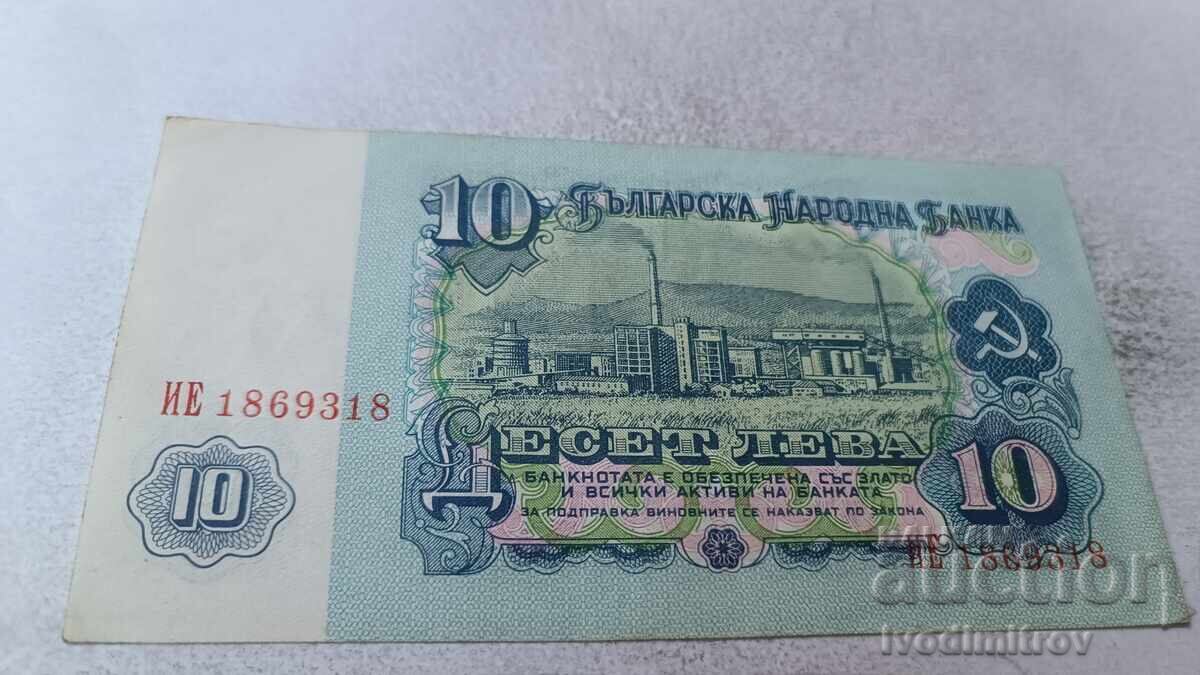 10 БЪЛГАРСКА НАРОДНА БАНКА
ИЕ 1869318
10
ДЕСЕТ ЛЕВА
БАНКНОТАТА Е ОБЕЗПЕЧЕНА СЪС ЗЛАТО
И ВСИЧКИ АКТИВИ НА БАНКАТА
ЗА ПОДПРАВКА ВИНОВНИТЕ СЕ НАКАЗВАТ ПО ЗАКОНА
10
ИЕ 1869318
auction
ivodimitrov